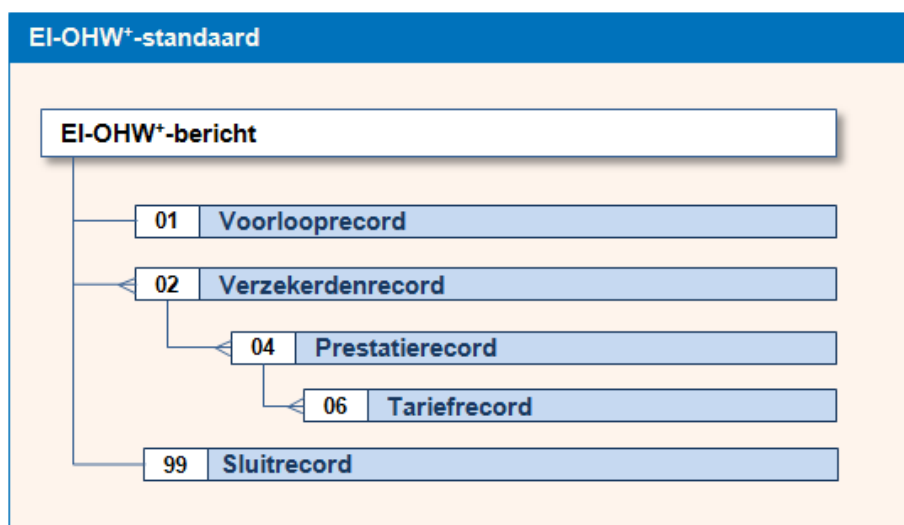 EI-OHW⁺-standaard
EI-OHW⁺-bericht
01 Voorlooprecord
02 Verzekerdenrecord
04 Prestatierecord
06 Tariefrecord
99 Sluitrecord